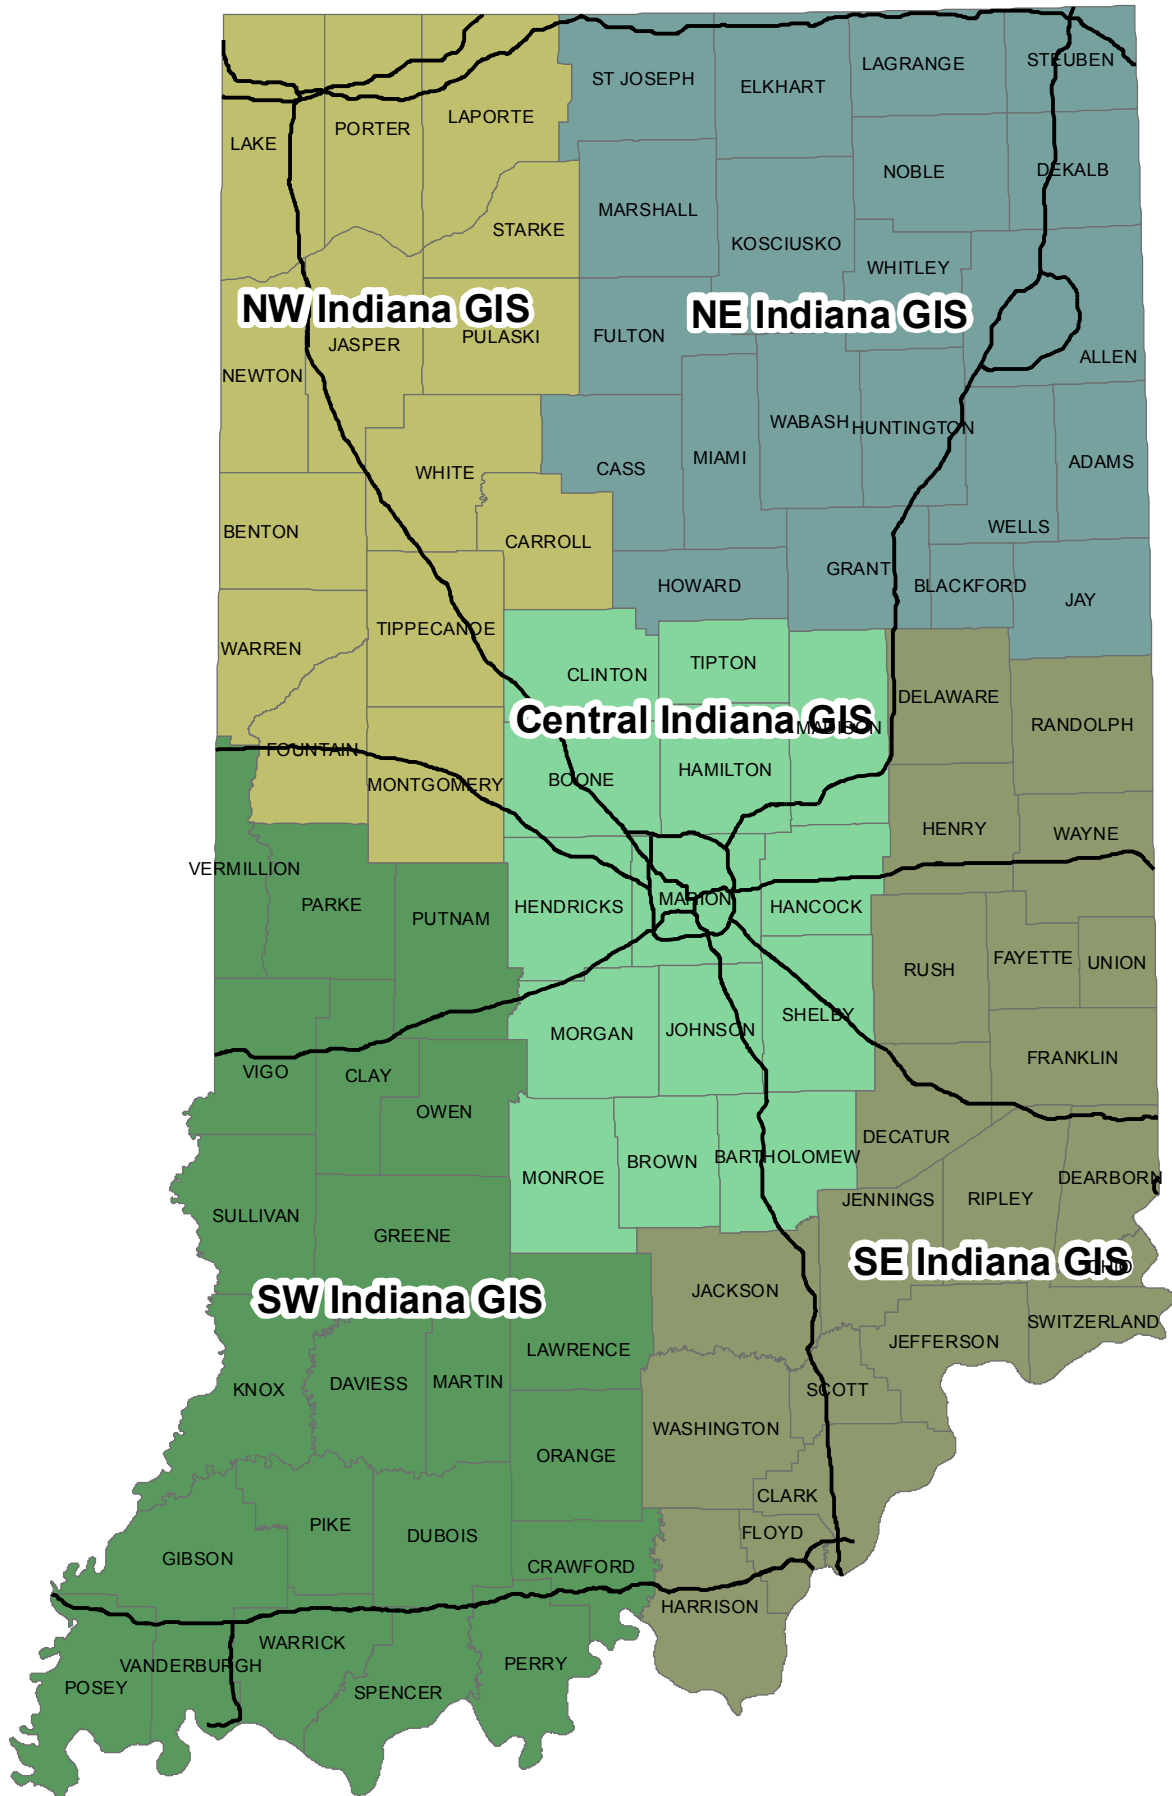 STEUBEN
LAGRANGE
ST JOSEPH
ELKHART
LAPORTE
PORTER
LAKE
DEKALB
NOBLE
MARSHALL
STARKE
KOSCIUSKO
WHITLEY
NW Indiana GIS
NE Indiana GIS
FULTON
PULASKI
JASPER
ALLEN
NEWTON
WABASH
HUNTINGTON
MIAMI
ADAMS
CASS
WHITE
WELLS
BENTON
CARROLL
GRANT
HOWARD
BLACKFORD
JAY
TIPPECANOE
WARREN
TIPTON
CLINTON
DELAWARE
RANDOLPH
Central Indiana GIS
MADISON
FOUNTAIN
HAMILTON
BOONE
MONTGOMERY
HENRY
WAYNE
VERMILLION
MARION
PARKE
HENDRICKS
HANCOCK
PUTNAM
FAYETTE
UNION
RUSH
SHELBY
JOHNSON
MORGAN
FRANKLIN
VIGO
CLAY
OWEN
DECATUR
BARTHOLOMEW
BROWN
MONROE
DEARBORN
JENNINGS
RIPLEY
SULLIVAN
GREENE
SE Indiana GIS
OHIO
JACKSON
SW Indiana GIS
SWITZERLAND
JEFFERSON
LAWRENCE
MARTIN
DAVIESS
KNOX
SCOTT
WASHINGTON
ORANGE
CLARK
PIKE
FLOYD
DUBOIS
GIBSON
CRAWFORD
HARRISON
WARRICK
VANDERBURGH
PERRY
POSEY
SPENCER